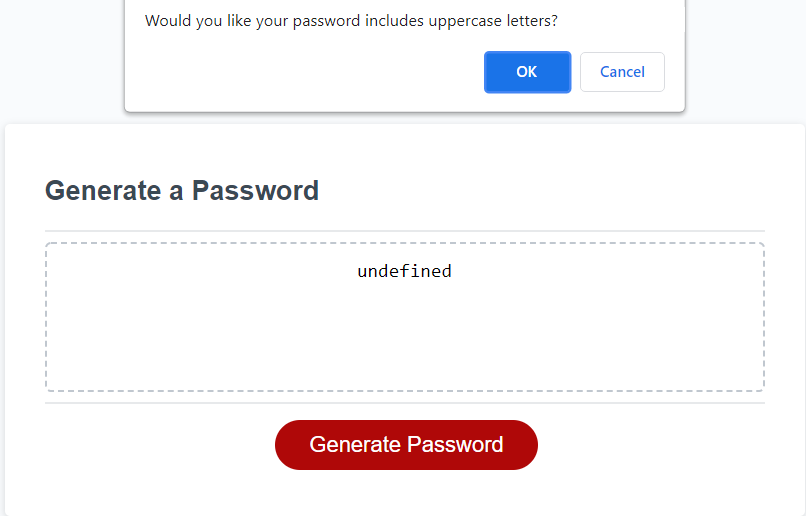 Would you like your password includes uppercase letters?
OK Cancel
Generate a Password
undefined
Generate Password